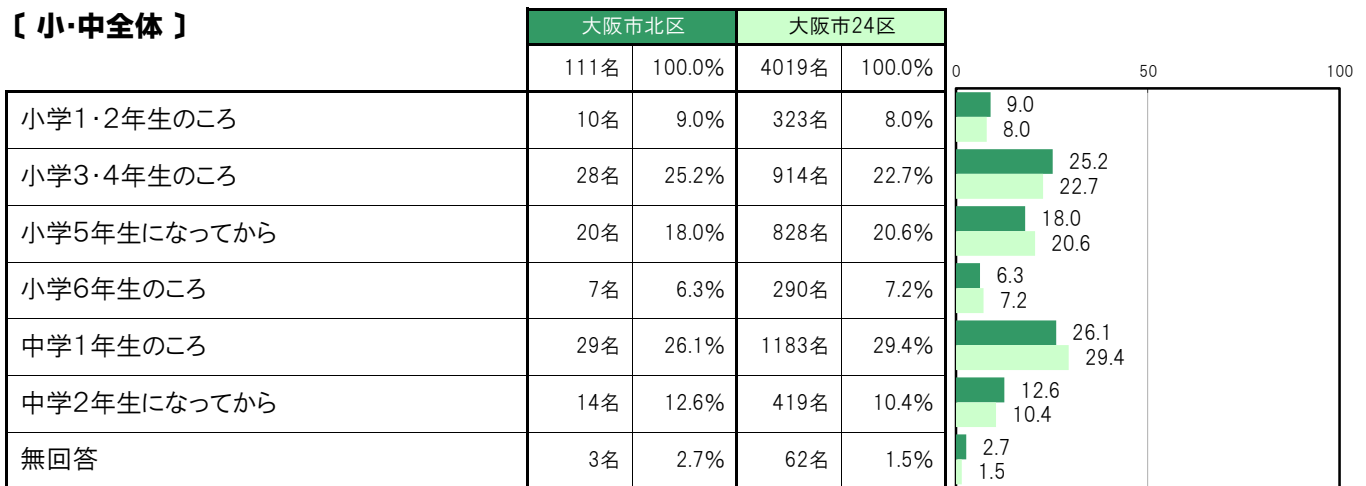 〔 小・中全体 〕
大阪市北区 大阪市24区
111名 100.0% 4019名 100.0% 0 50 100
小学1・2年生のころ 10名 9.0% 323名 8.0% 9.0
8.0
小学3・4年生のころ 28名 25.2% 914名 22.7% 25.2
22.7
小学5年生になってから 20名 18.0% 828名 20.6% 18.0
20.6
小学6年生のころ 7名 6.3% 290名 7.2% 6.3
7.2
中学1年生のころ 29名 26.1% 1183名 29.4% 26.1
29.4
中学2年生になってから 14名 12.6% 419名 10.4% 12.6
10.4
無回答 3名 2.7% 62名 1.5% 2.7
1.5